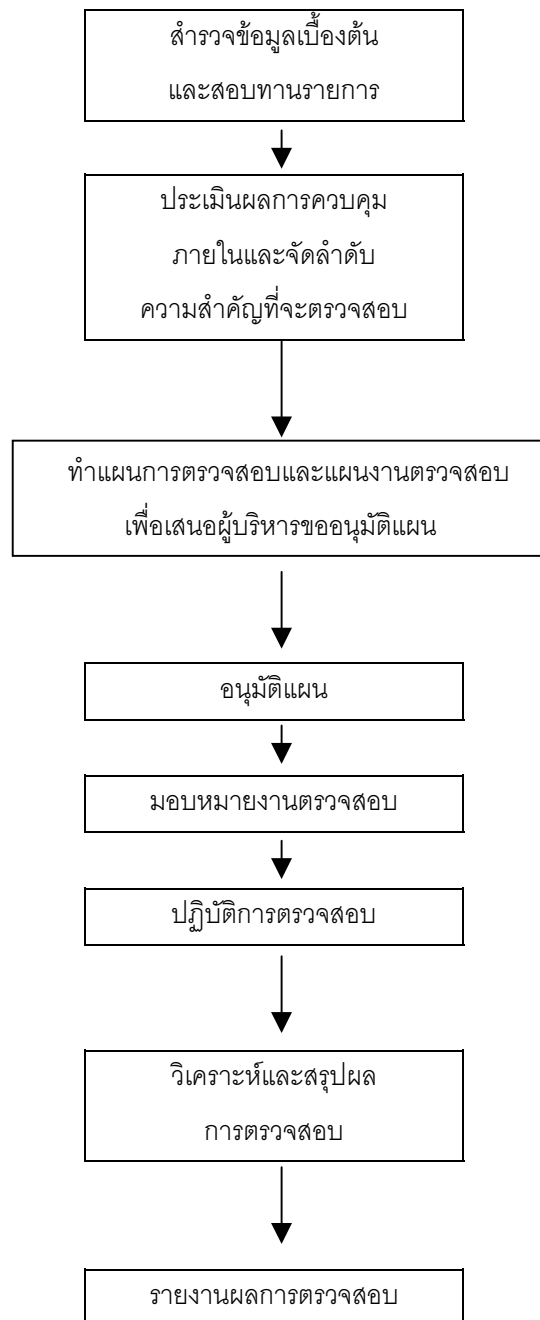 สำรวจข้อมูลเบื้องต้น
และสอบทานรายการ
ประเมินผลการควบคุม
ภายในและจัดลำดับ
ความสำคัญที่จะตรวจสอบ
ทำแผนการตรวจสอบและแผนงานตรวจสอบ
เพื่อเสนอผู้บริหารขออนุมัติแผน
อนุมัติแผน
มอบหมายงานตรวจสอบ
ปฏิบัติการตรวจสอบ
วิเคราะห์และสรุปผล
การตรวจสอบ
รายงานผลการตรวจสอบ